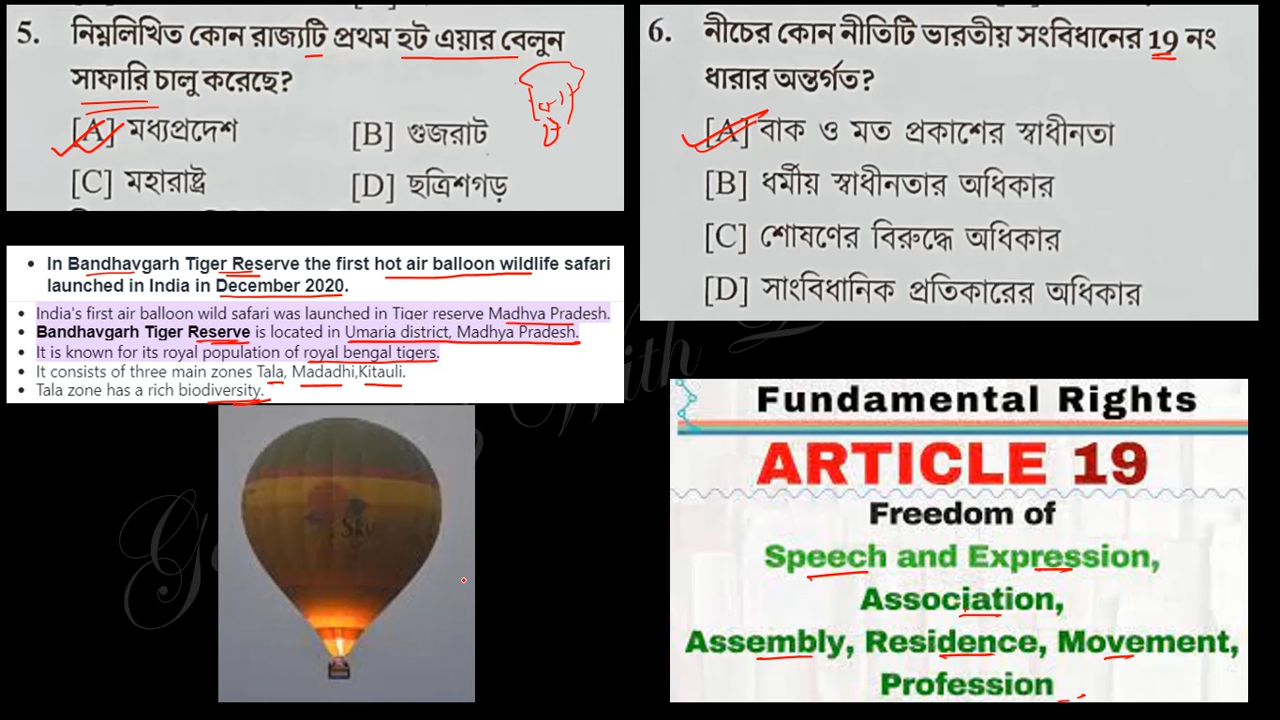 5. নিম্নলিখিত কোন রাজ্যটি প্রথম হট এয়ার বেলুন
সাফারি চালু করেছে?
[A] মধ্যপ্রদেশ [B] গুজরাট
[C] মহারাষ্ট্র [D] ছত্রিশগড়
• In Bandhavgarh Tiger Reserve the first hot air balloon wildlife safari
launched in India in December 2020.
• India's first air balloon wild safari was launched in Tiger reserve Madhya Pradesh.
• Bandhavgarh Tiger Reserve is located in Umaria district, Madhya Pradesh.
• It is known for its royal population of royal bengal tigers.
• It consists of three main zones Tala, Madadhi,Kitauli.
• Tala zone has a rich biodiversity.
Sky
6. নীচের কোন নীতিটি ভারতীয় সংবিধানের 19 নং
ধারার অন্তর্গত?
[A] বাক ও মত প্রকাশের স্বাধীনতা
[B] ধর্মীয় স্বাধীনতার অধিকার
[C] শোষণের বিরুদ্ধে অধিকার
[D] সাংবিধানিক প্রতিকারের অধিকার
Fundamental Rights
ARTICLE 19
Freedom of
Speech and Expression,
Association,
Assembly, Residence, Movement,
Profession
With